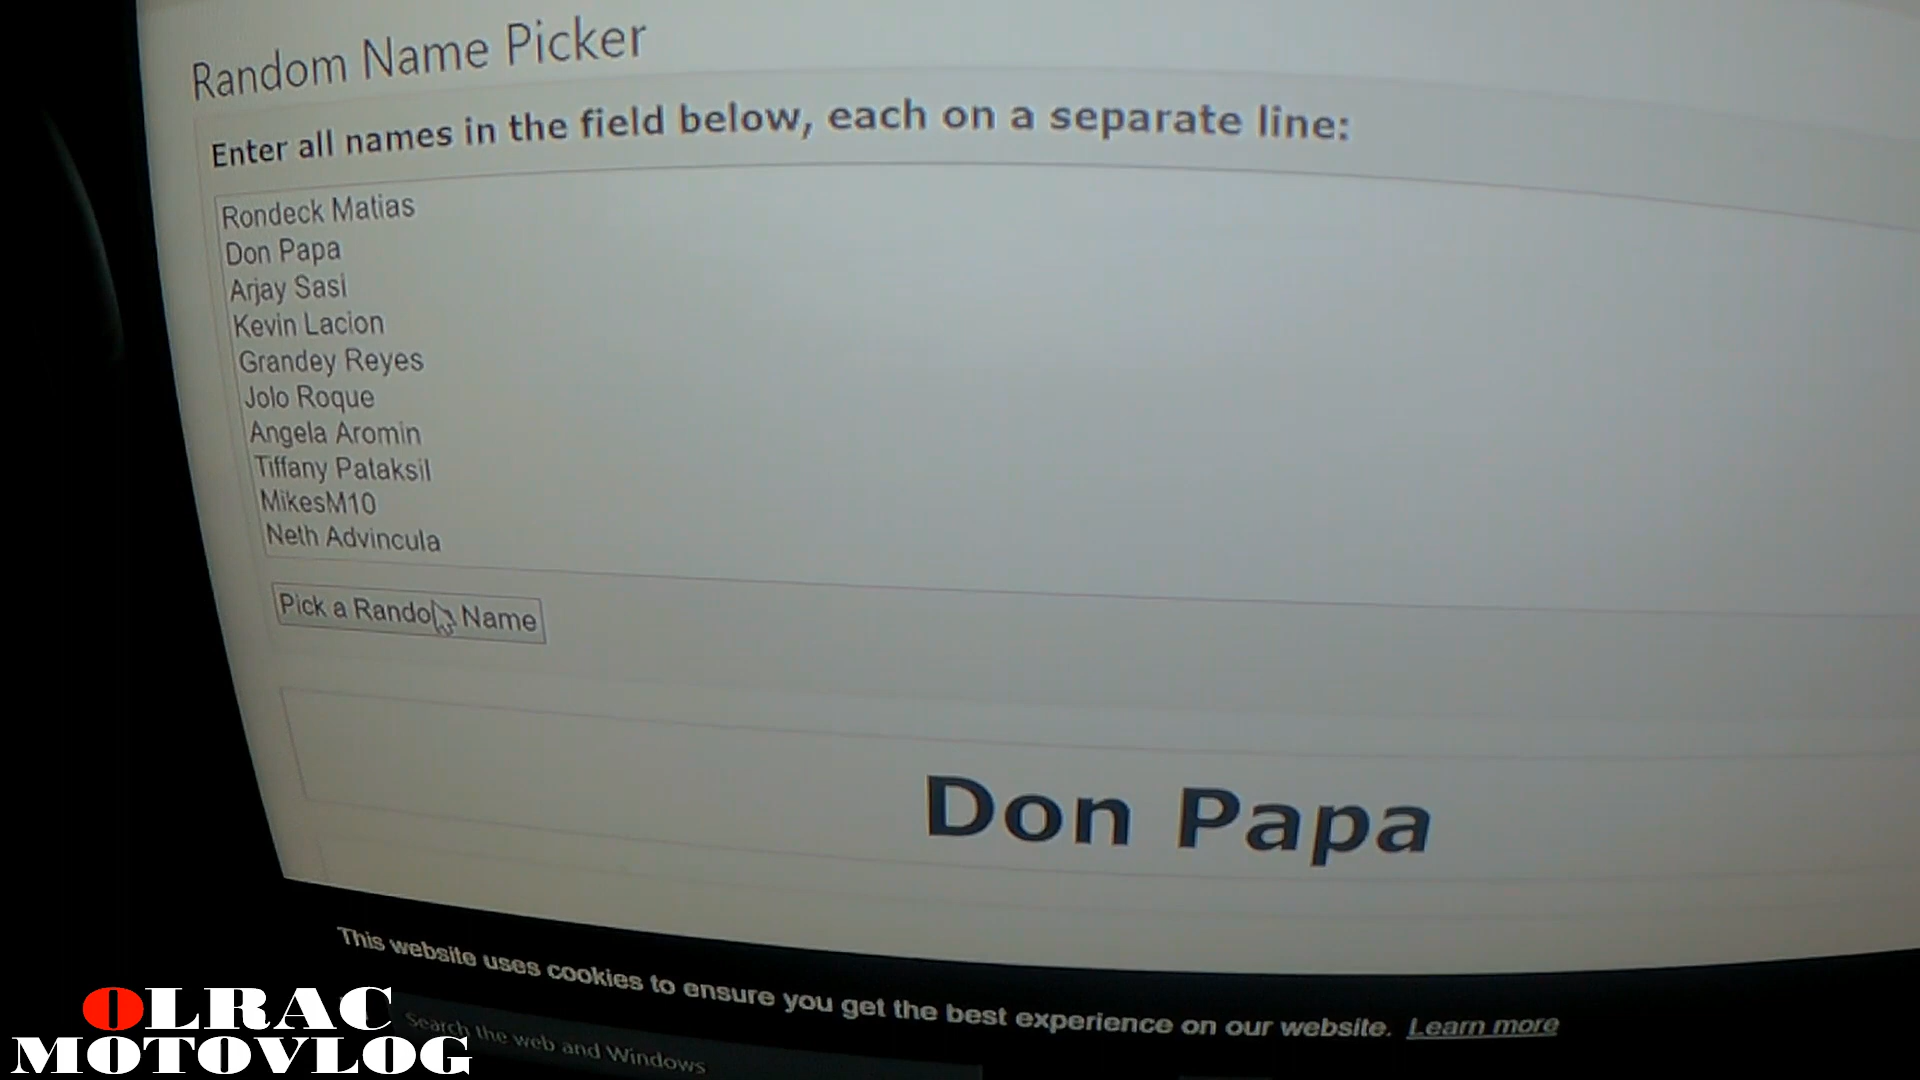 Random Name Picker
Enter all names in the field below, each on a separate line:
Rondeck Matias
Don Papa
Arjay Sasi
Kevin Lacion
Grandey Reyes
Jolo Roque
Angela Aromin
Tiffany Pataksil
MikesM10
Neth Advincula
Pick a Random Name
Don Papa
This website uses cookies to ensure you get the best experience on our website. Learn more
Search the web and Windows
OLRAC
MOTOVLOG